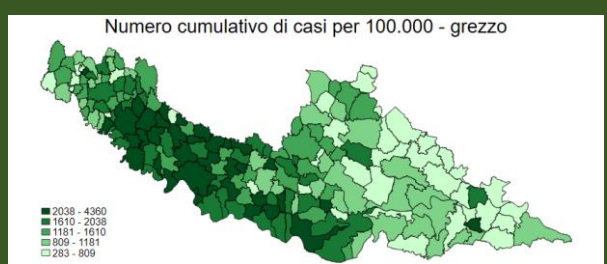 Numero cumulativo di casi per 100.000 - grezzo
2038 - 4360
1610 - 2038
1181 - 1610
809 - 1181
283 - 809